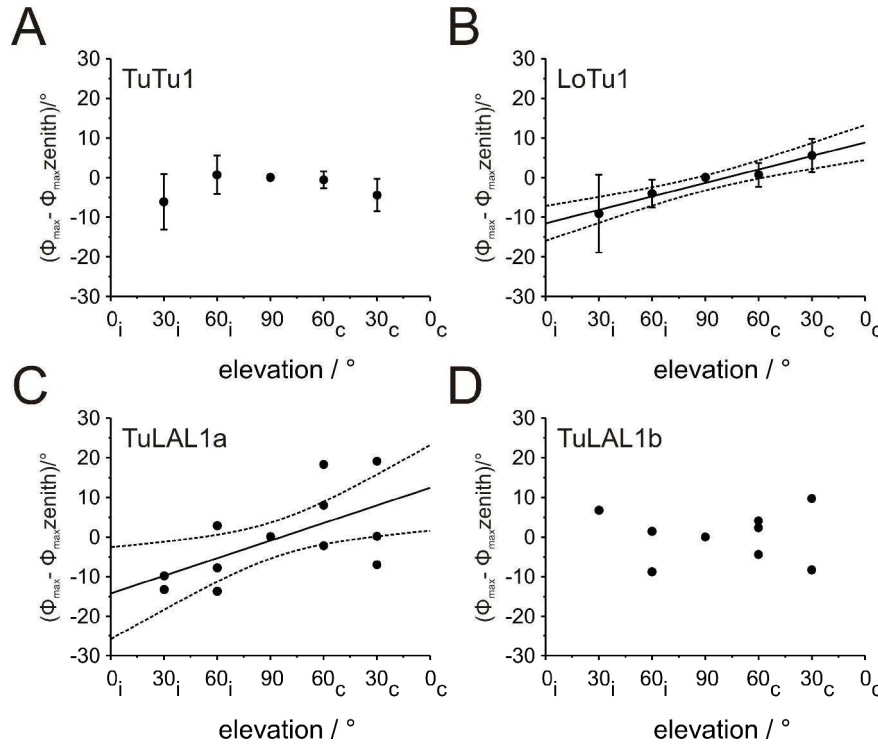 A
TuTu1
30
20
10
0
-10
-20
-30
(Φmax- Φmaxzenith)/°
0i 30i 60i 90 60c 30c 0c
elevation / °
B
LoTu1
30
20
10
0
-10
-20
-30
(Φmax- Φmaxzenith)/°
0i 30i 60i 90 60c 30c 0c
elevation / °
C
TuLAL1a
30
20
10
0
-10
-20
-30
(Φmax- Φmaxzenith)/°
0i 30i 60i 90 60c 30c 0c
elevation / °
D
TuLAL1b
30
20
10
0
-10
-20
-30
(Φmax- Φmaxzenith)/°
0i 30i 60i 90 60c 30c 0c
elevation / °